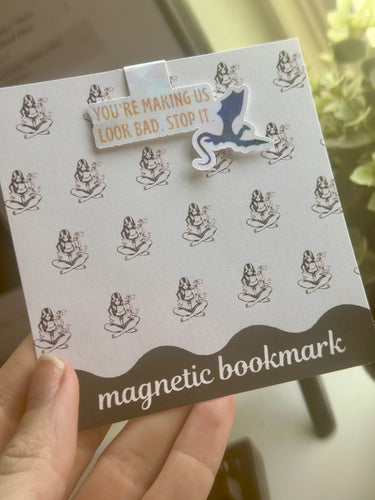 YOU'RE MAKING US
LOOK BAD. STOP IT.
magnetic bookmark